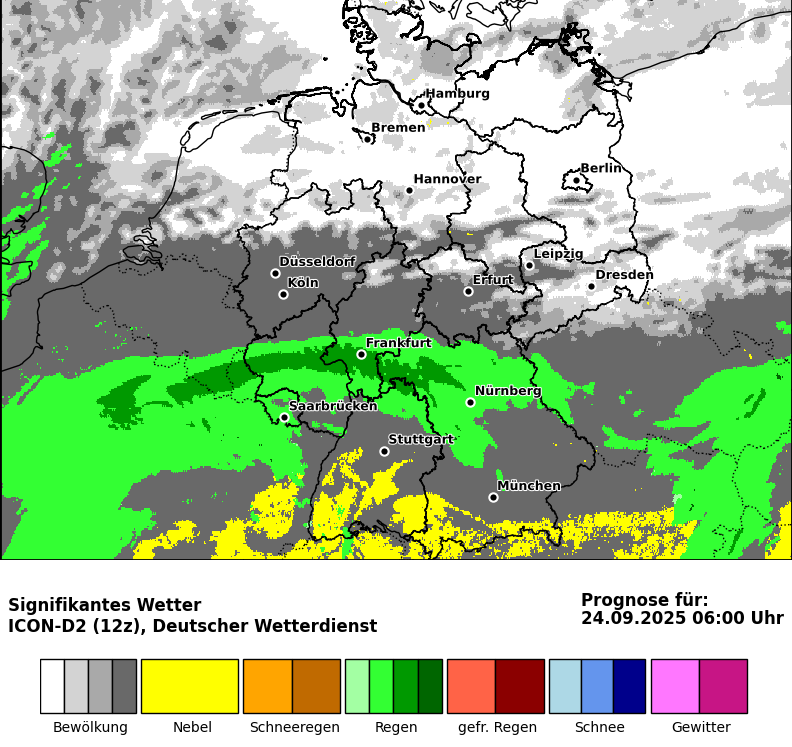 Hamburg
Bremen
Berlin
Hannover
Leipzig
Düsseldorf
Dresden
Köln
Erfurt
Frankfurt
Nürnberg
Saarbrücken
Stuttgart
München
Signifikantes Wetter
ICON-D2 (12z), Deutscher Wetterdienst
Prognose für:
24.09.2025 06:00 Uhr
Bewölkung Nebel Schneeregen Regen gefr. Regen Schnee Gewitter